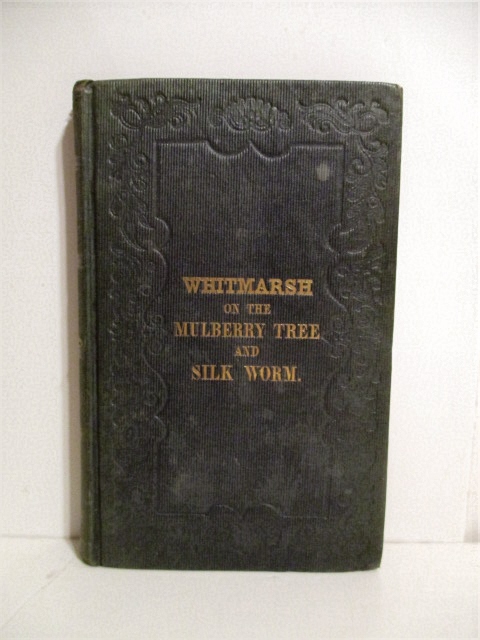 WHITMARSH
ON THE
MULBERRY TREE
AND
SILK WORM.